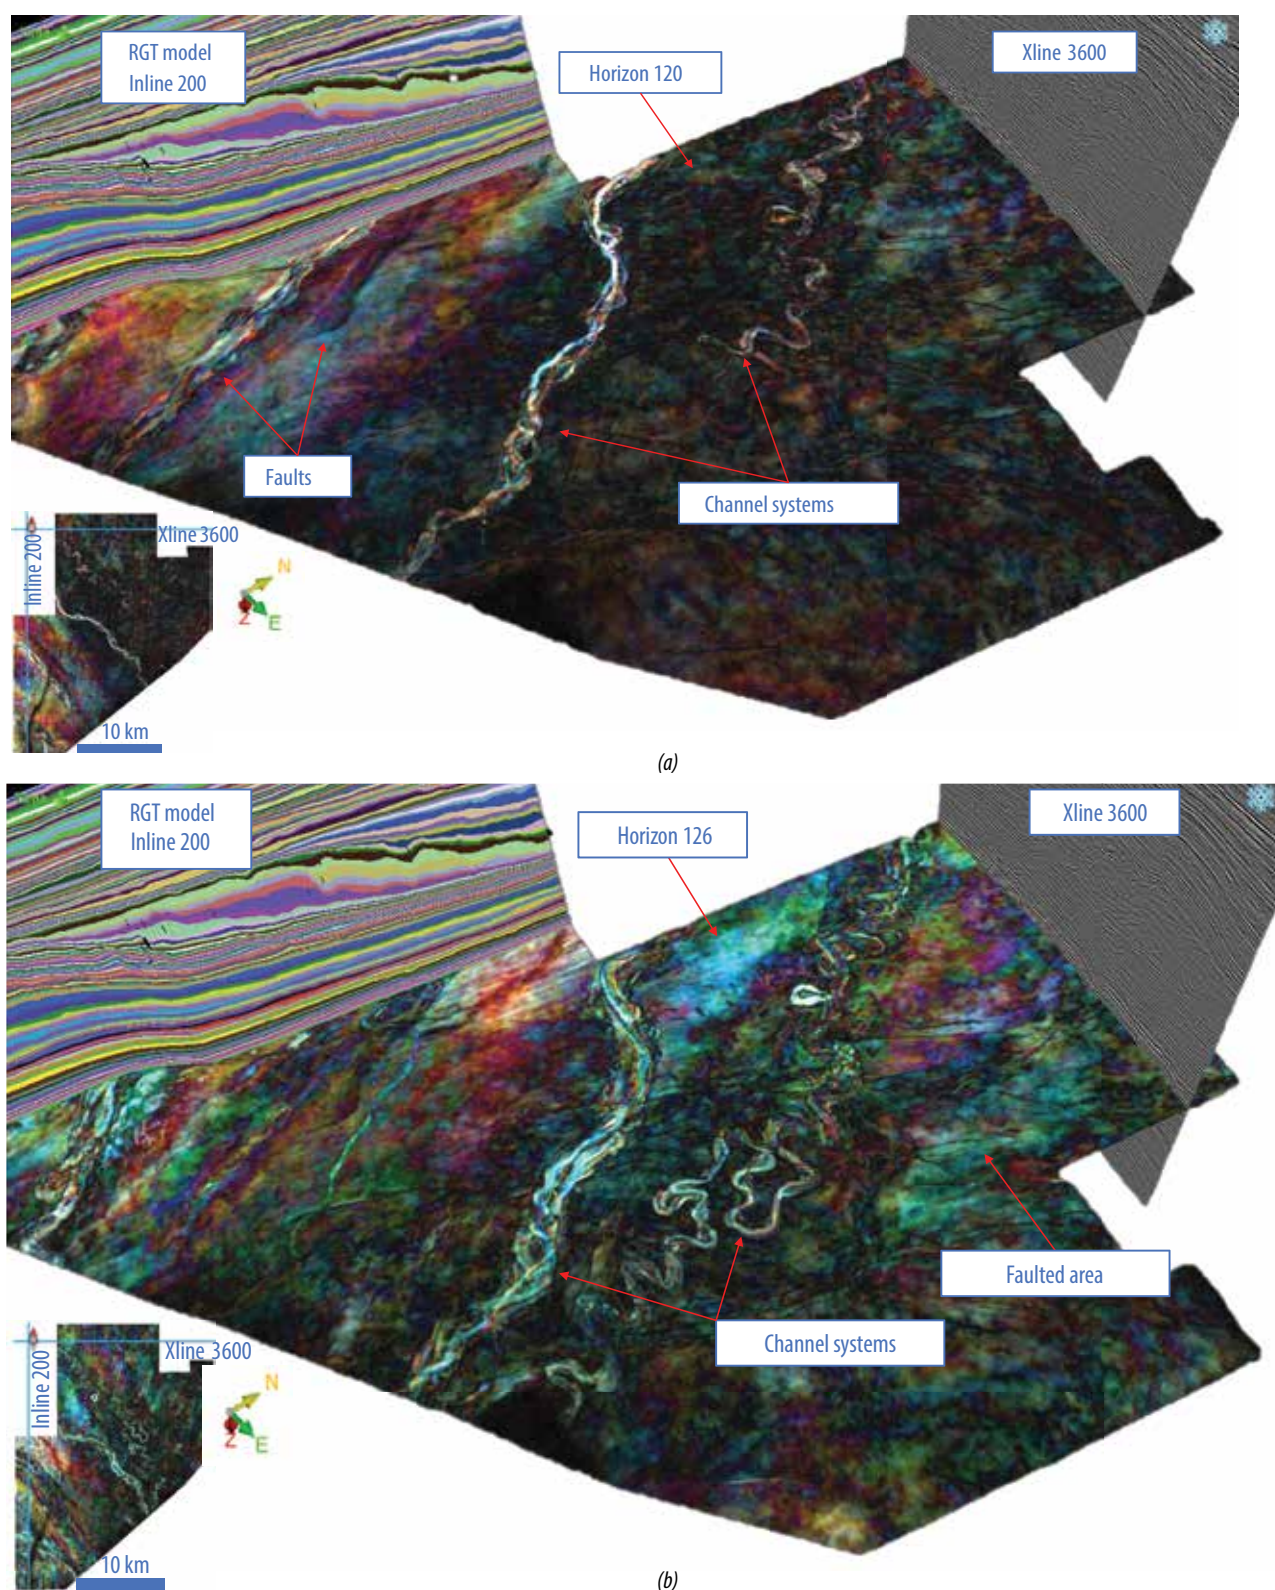 RGT model
Inline 200
Horizon 120
Xline 3600
Faults
Channel systems
Inline 200
Xline 3600
N
Z
E
10 km
(a)
RGT model
Inline 200
Horizon 126
Xline 3600
Faulted area
Channel systems
Inline 200
Xline 3600
N
Z
E
10 km
(b)